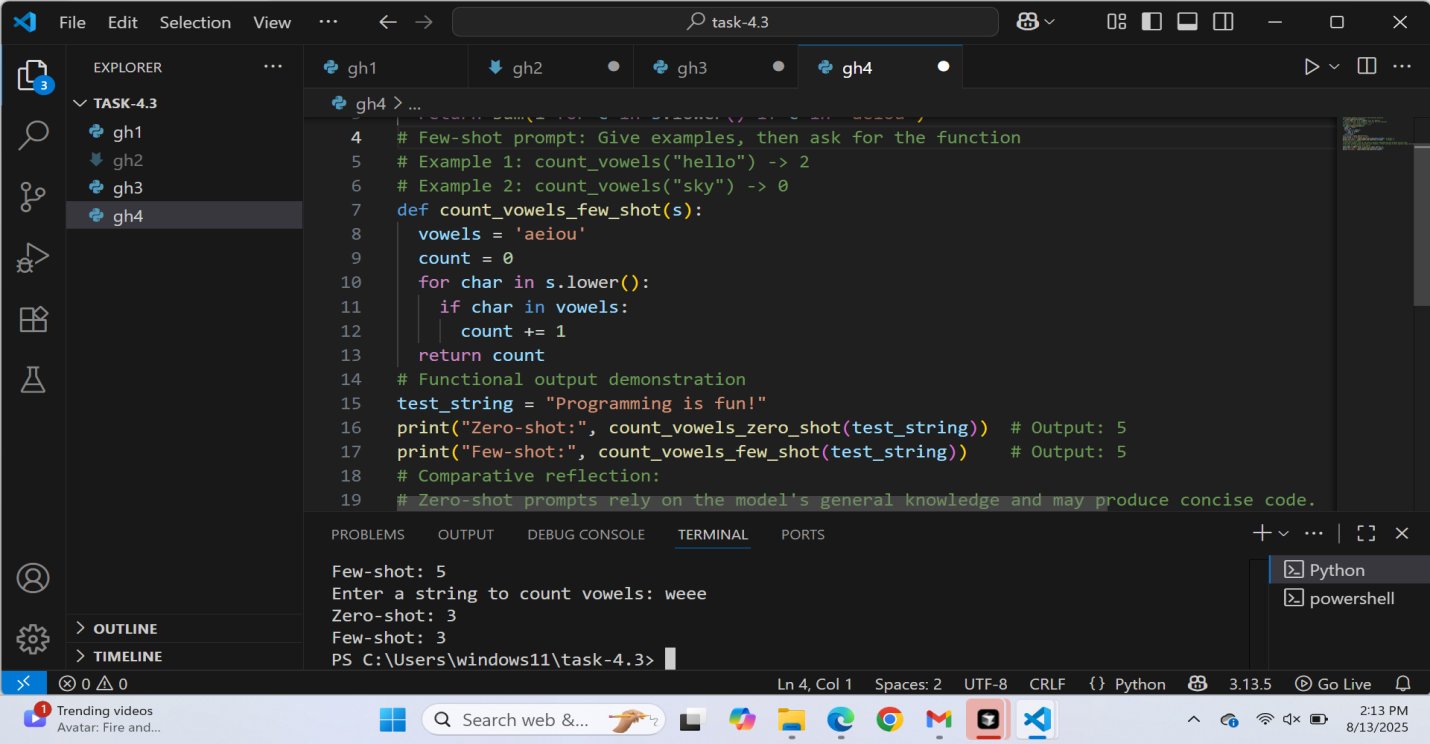 File Edit Selection View ··· task-4.3
EXPLORER ···
TASK-4.3
gh1
gh2
gh3
gh4
3
gh1 gh2 gh3 gh4
gh4 > ...
4 # Few-shot prompt: Give examples, then ask for the function
5 # Example 1: count_vowels("hello") -> 2
6 # Example 2: count_vowels("sky") -> 0
7 def count_vowels_few_shot(s):
8 vowels = 'aeiou'
9 count = 0
10 for char in s.lower():
11 if char in vowels:
12 count += 1
13 return count
14 # Functional output demonstration
15 test_string = "Programming is fun!"
16 print("Zero-shot:", count_vowels_zero_shot(test_string)) # Output: 5
17 print("Few-shot:", count_vowels_few_shot(test_string)) # Output: 5
18 # Comparative reflection:
19 # Zero-shot prompts rely on the model's general knowledge and may produce concise code.
PROBLEMS OUTPUT DEBUG CONSOLE TERMINAL PORTS
Few-shot: 5
Enter a string to count vowels: weee
Zero-shot: 3
Few-shot: 3
PS C:\Users\windows11\task-4.3>
Python
powershell
OUTLINE
TIMELINE
0 0 Ln 4, Col 1 Spaces: 2 UTF-8 CRLF {} Python 3.13.5 Go Live
1
Trending videos
Avatar: Fire and...
Search web &...
2:13 PM
8/13/2025